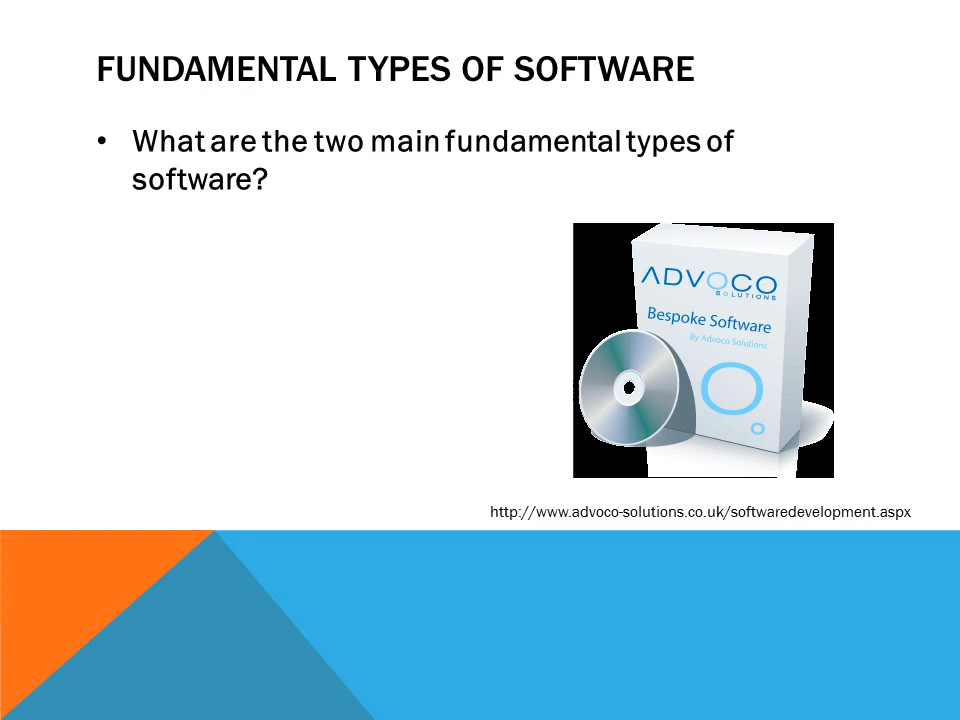 FUNDAMENTAL TYPES OF SOFTWARE
• What are the two main fundamental types of
software?
ADVOCO
SOLUTIONS
Bespoke Software
By Advoco Solutions
http://www.advoco-solutions.co.uk/softwaredevelopment.aspx